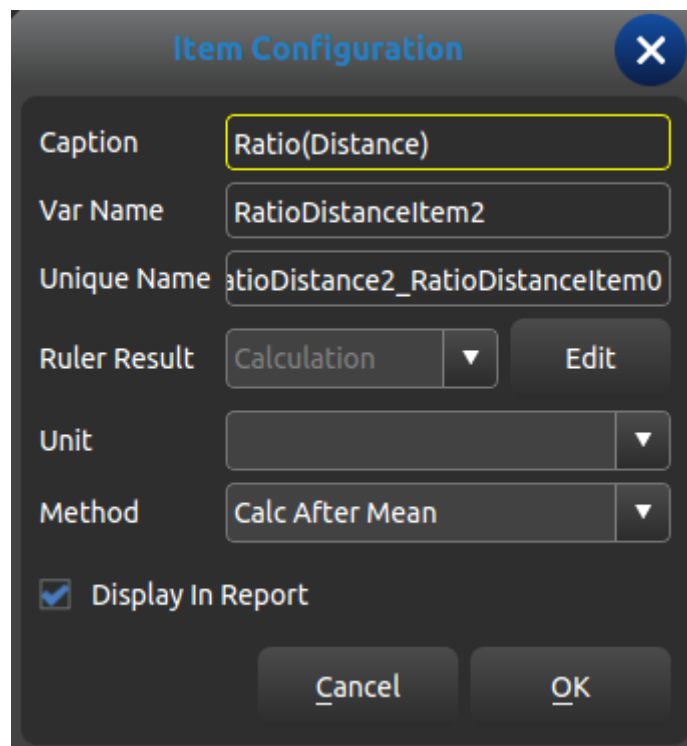 Item Configuration
Caption Ratio(Distance)
Var Name RatioDistanceItem2
Unique Name atioDistance2_RatioDistanceItem0
Ruler Result Calculation Edit
Unit
Method Calc After Mean
Display In Report
Cancel OK